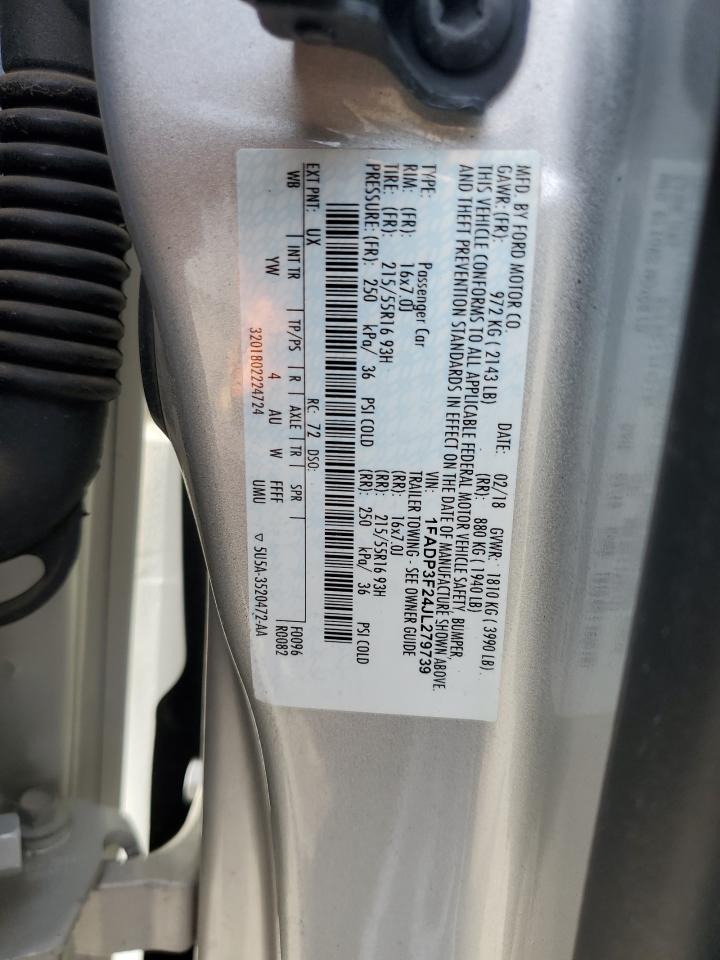 MFD. BY FORD MOTOR CO.
DATE: 02/18 GVWR: 1810 KG ( 3990 LB).
GAWR: (FR): 972 KG ( 2143 LB) (RR): 880 KG ( 1940 LB)
THIS VEHICLE CONFORMS TO ALL APPLICABLE FEDERAL MOTOR VEHICLE SAFETY, BUMPER,
AND THEFT PREVENTION STANDARDS IN EFFECT ON THE DATE OF MANUFACTURE SHOWN ABOVE.
VIN: 1FADP3F24JL279739
TYPE: Passenger Car TRAILER TOWING - SEE OWNER GUIDE
RIM: (FR): 16x7.0J (RR): 16x7.0J
TIRE: (FR): 215/55R16 93H (RR): 215/55R16 93H
PRESSURE: (FR): 250 kPa/ 36 PSI COLD (RR): 250 kPa/ 36 PSI COLD
EXT PNT: UX RC: 72 DSO: F0096
WB INT TR TP/PS R AXLE TR SPR R0082
YW 4 AU W FFFF UMU
3201802224724 ▽ 5U5A-3520472-AA